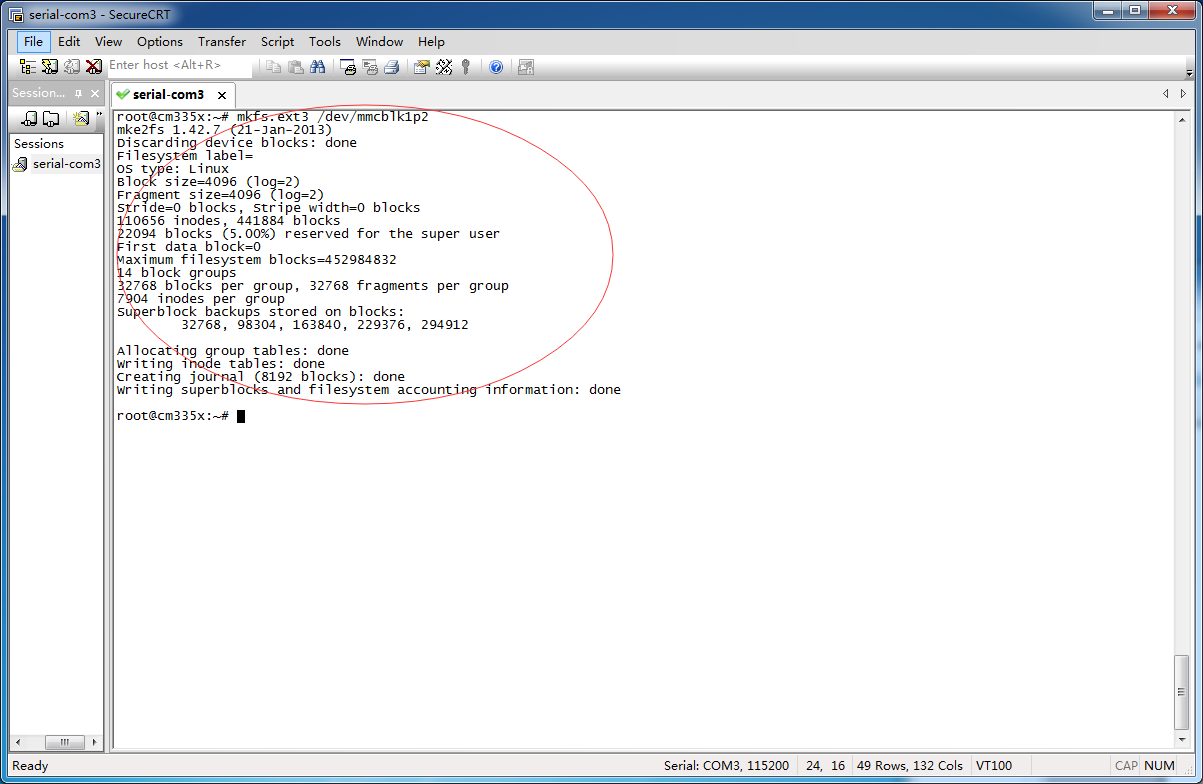 serial-com3 - SecureCRT
File Edit View Options Transfer Script Tools Window Help
Enter host <Alt+R>
Session...
serial-com3
Sessions
serial-com3
root@cm335x:~# mkfs.ext3 /dev/mmcblk1p2
mke2fs 1.42.7 (21-Jan-2013)
Discarding device blocks: done
Filesystem label=
OS type: Linux
Block size=4096 (log=2)
Fragment size=4096 (log=2)
Stride=0 blocks, Stripe width=0 blocks
110656 inodes, 441884 blocks
22094 blocks (5.00%) reserved for the super user
First data block=0
Maximum filesystem blocks=452984832
14 block groups
32768 blocks per group, 32768 fragments per group
7904 inodes per group
Superblock backups stored on blocks:
32768, 98304, 163840, 229376, 294912
Allocating group tables: done
Writing inode tables: done
Creating journal (8192 blocks): done
Writing superblocks and filesystem accounting information: done
root@cm335x:~#
Ready Serial: COM3, 115200 24, 16 49 Rows, 132 Cols VT100 CAP NUM